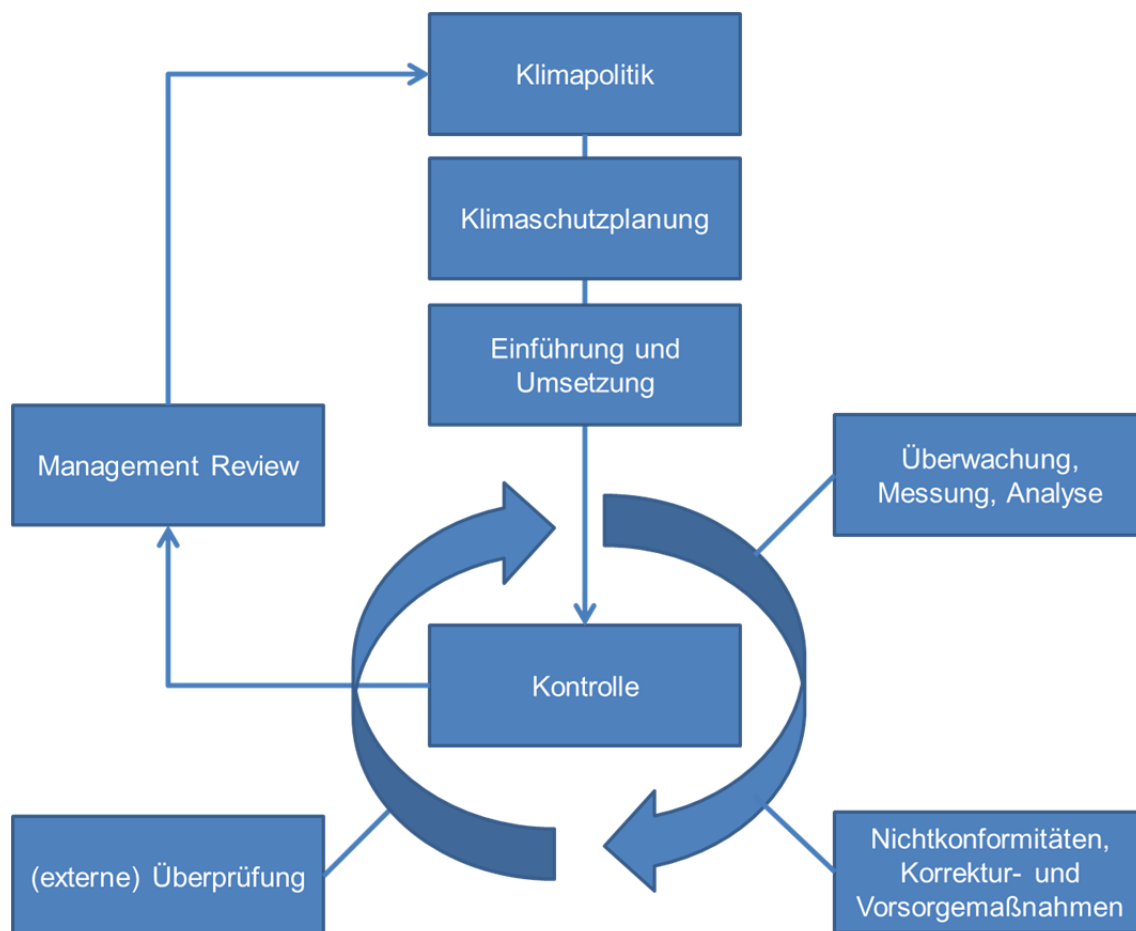 Klimapolitik
Klimaschutzplanung
Einführung und
Umsetzung
Management Review
Überwachung,
Messung, Analyse
Kontrolle
(externe) Überprüfung
Nichtkonformitäten,
Korrektur- und
Vorsorgemaßnahmen